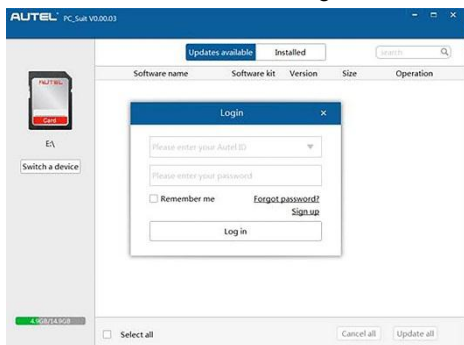 AUTEL PC_Suit V0.00.03
Updates available Installed search
Software name Software kit Version Size Operation
AUTEL
Card
E:\
Switch a device
Login
Please enter your Autel ID
Please enter your password
Remember me Forgot password?
Sign up
Log in
4.9GB/14.9GB
Select all Cancel all Update all